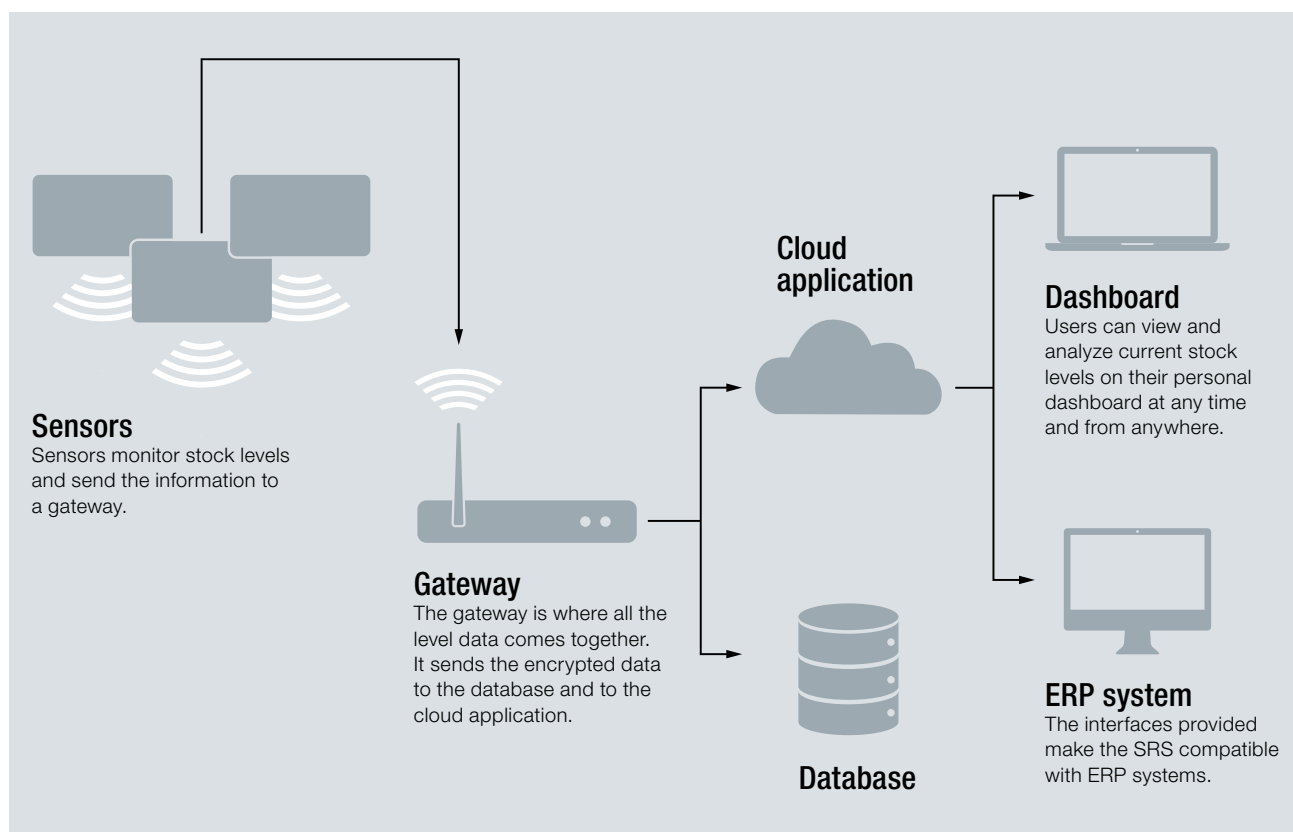 Sensors
Sensors monitor stock levels
and send the information to
a gateway.
Gateway
The gateway is where all the
level data comes together.
It sends the encrypted data
to the database and to the
cloud application.
Cloud
application
Database
Dashboard
Users can view and
analyze current stock
levels on their personal
dashboard at any time
and from anywhere.
ERP system
The interfaces provided
make the SRS compatible
with ERP systems.